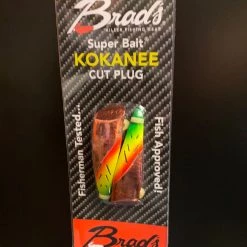 Brad's
KILLER FISHING GEAR
Super Bait®
KOKANEE
CUT PLUG
Fisherman Tested...
Fish Approved!
Brad's